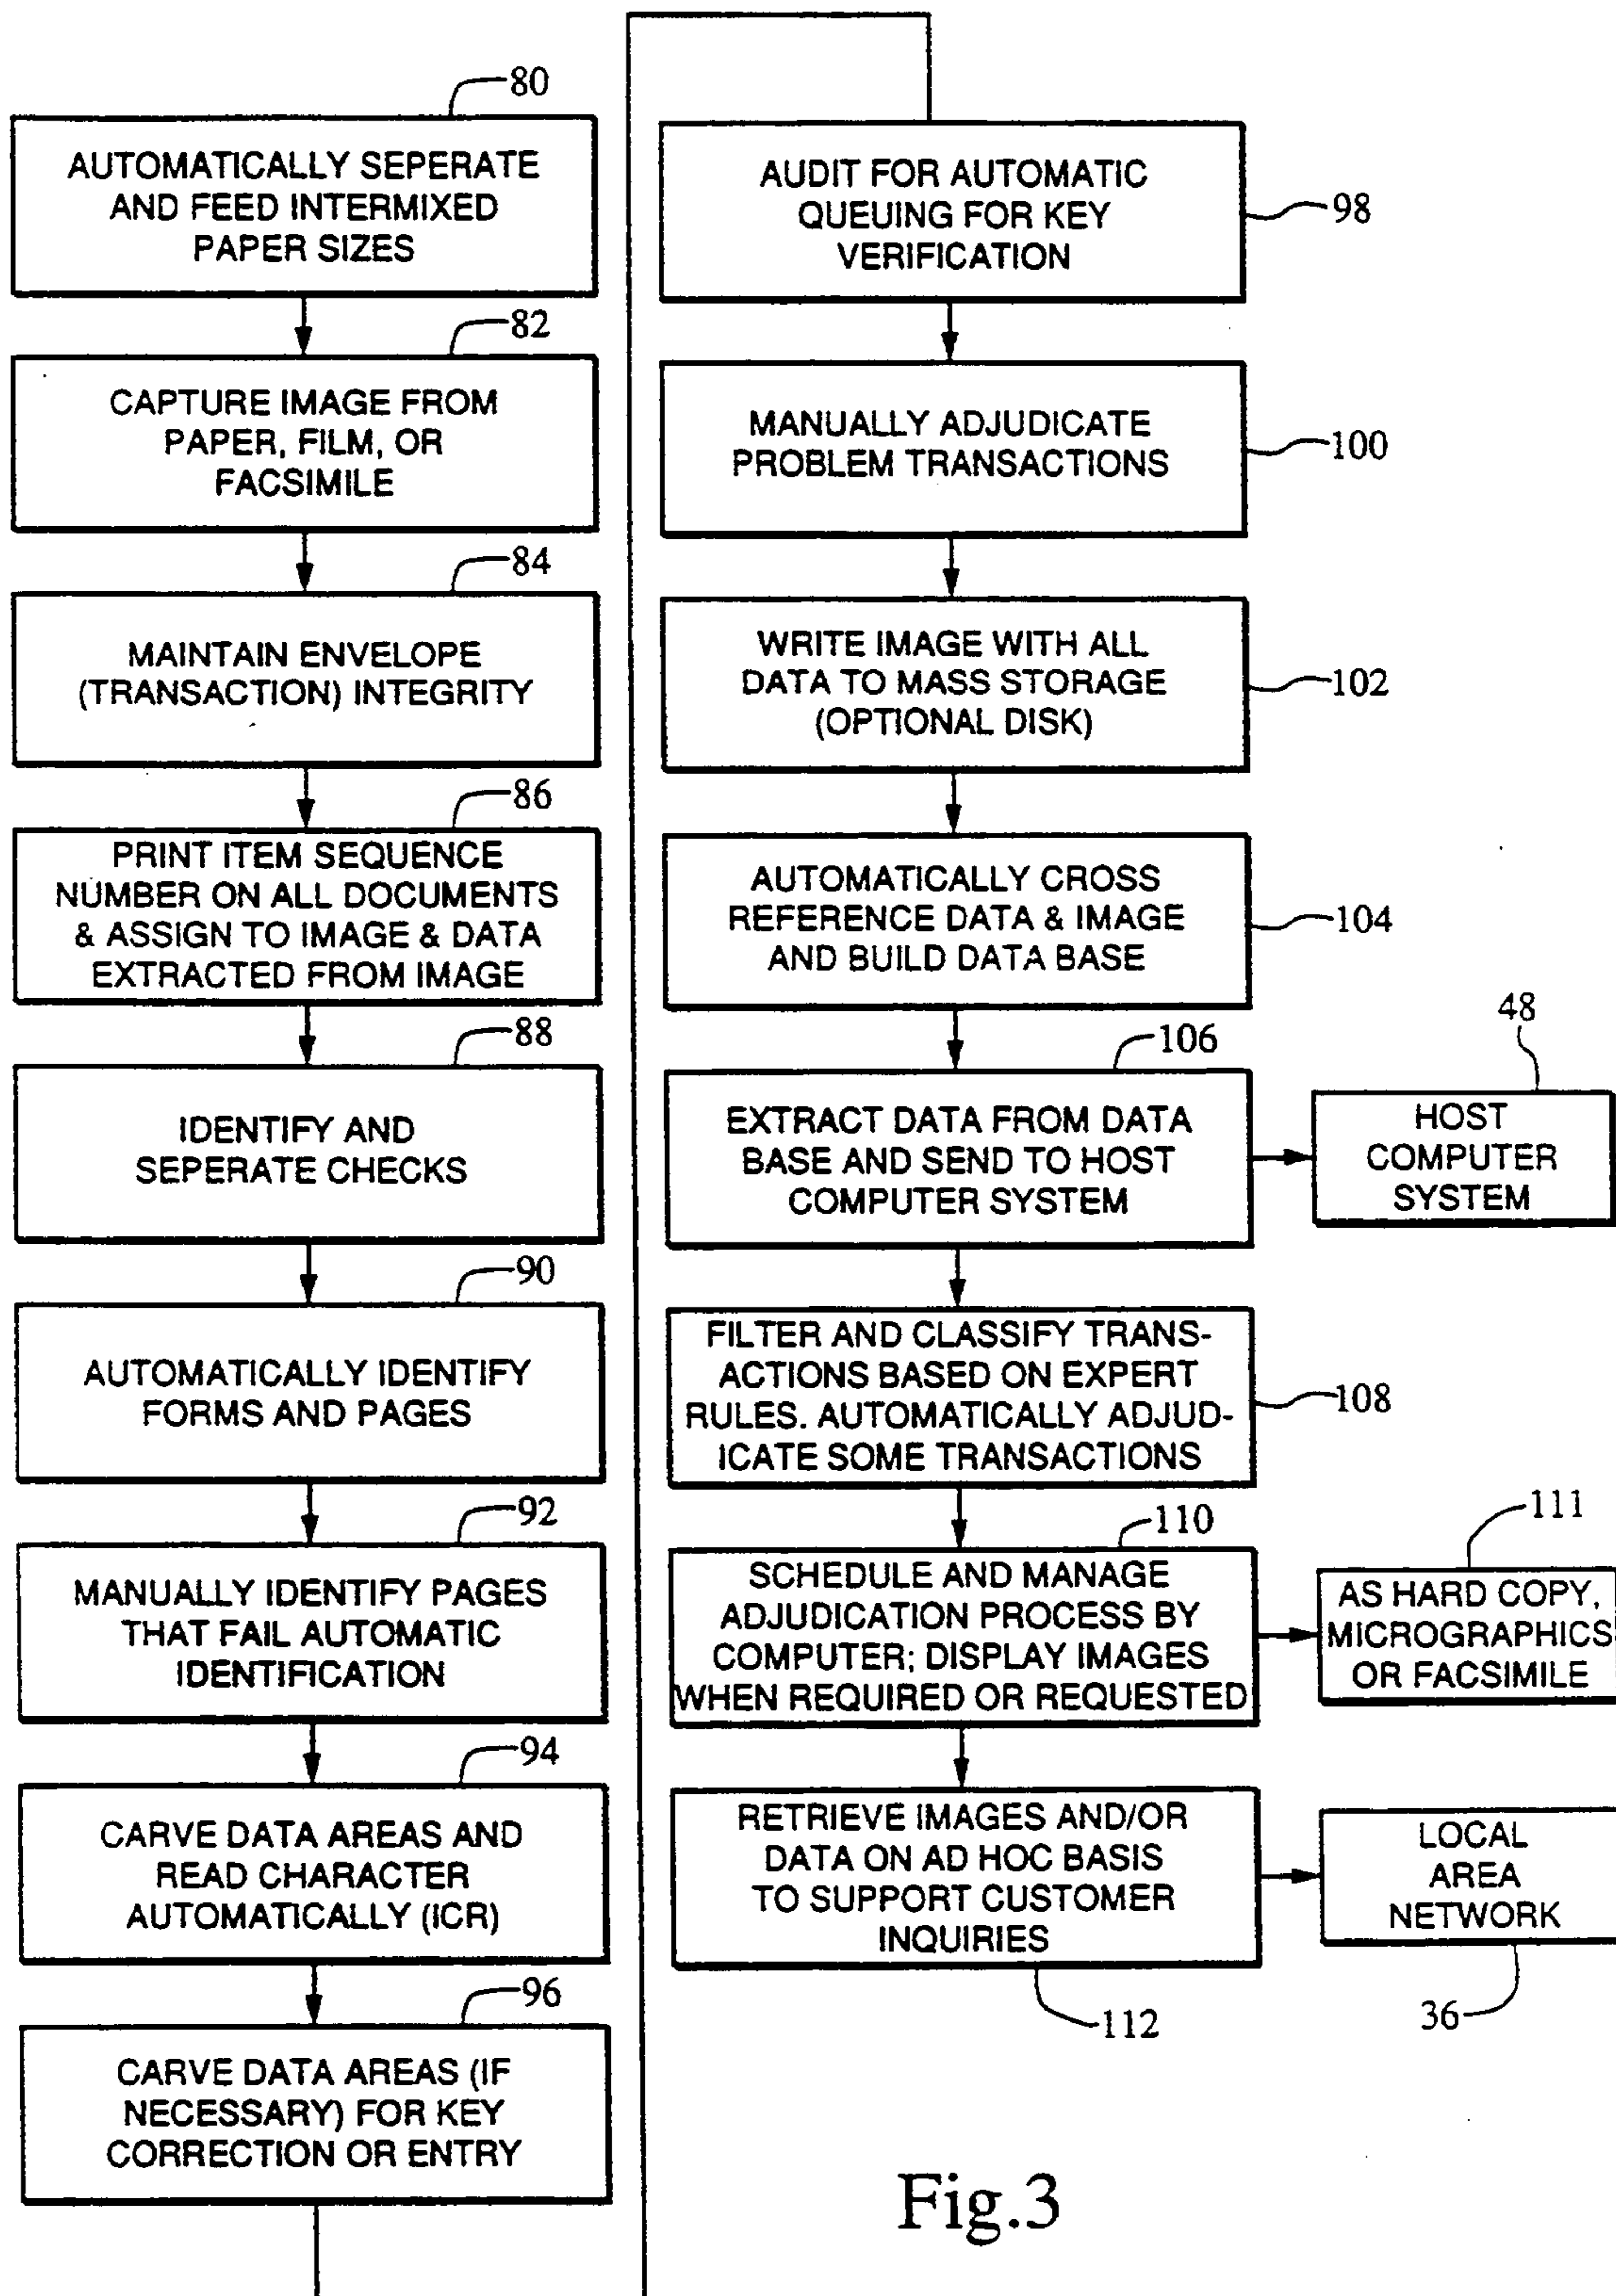 80
AUTOMATICALLY SEPERATE
AND FEED INTERMIXED
PAPER SIZES
82
CAPTURE IMAGE FROM
PAPER, FILM, OR
FACSIMILE
84
MAINTAIN ENVELOPE
(TRANSACTION) INTEGRITY
86
PRINT ITEM SEQUENCE
NUMBER ON ALL DOCUMENTS
& ASSIGN TO IMAGE & DATA
EXTRACTED FROM IMAGE
88
IDENTIFY AND
SEPERATE CHECKS
90
AUTOMATICALLY IDENTIFY
FORMS AND PAGES
92
MANUALLY IDENTIFY PAGES
THAT FAIL AUTOMATIC
IDENTIFICATION
94
CARVE DATA AREAS AND
READ CHARACTER
AUTOMATICALLY (ICR)
96
CARVE DATA AREAS (IF
NECESSARY) FOR KEY
CORRECTION OR ENTRY
AUDIT FOR AUTOMATIC
QUEUING FOR KEY
VERIFICATION
98
MANUALLY ADJUDICATE
PROBLEM TRANSACTIONS
100
WRITE IMAGE WITH ALL
DATA TO MASS STORAGE
(OPTIONAL DISK)
102
AUTOMATICALLY CROSS
REFERENCE DATA & IMAGE
AND BUILD DATA BASE
104
106
EXTRACT DATA FROM DATA
BASE AND SEND TO HOST
COMPUTER SYSTEM
48
HOST
COMPUTER
SYSTEM
FILTER AND CLASSIFY TRANS-
ACTIONS BASED ON EXPERT
RULES. AUTOMATICALLY ADJUD-
ICATE SOME TRANSACTIONS
108
110
SCHEDULE AND MANAGE
ADJUDICATION PROCESS BY
COMPUTER; DISPLAY IMAGES
WHEN REQUIRED OR REQUESTED
111
AS HARD COPY,
MICROGRAPHICS
OR FACSIMILE
RETRIEVE IMAGES AND/OR
DATA ON AD HOC BASIS
TO SUPPORT CUSTOMER
INQUIRIES
112
LOCAL
AREA
NETWORK
36
Fig.3